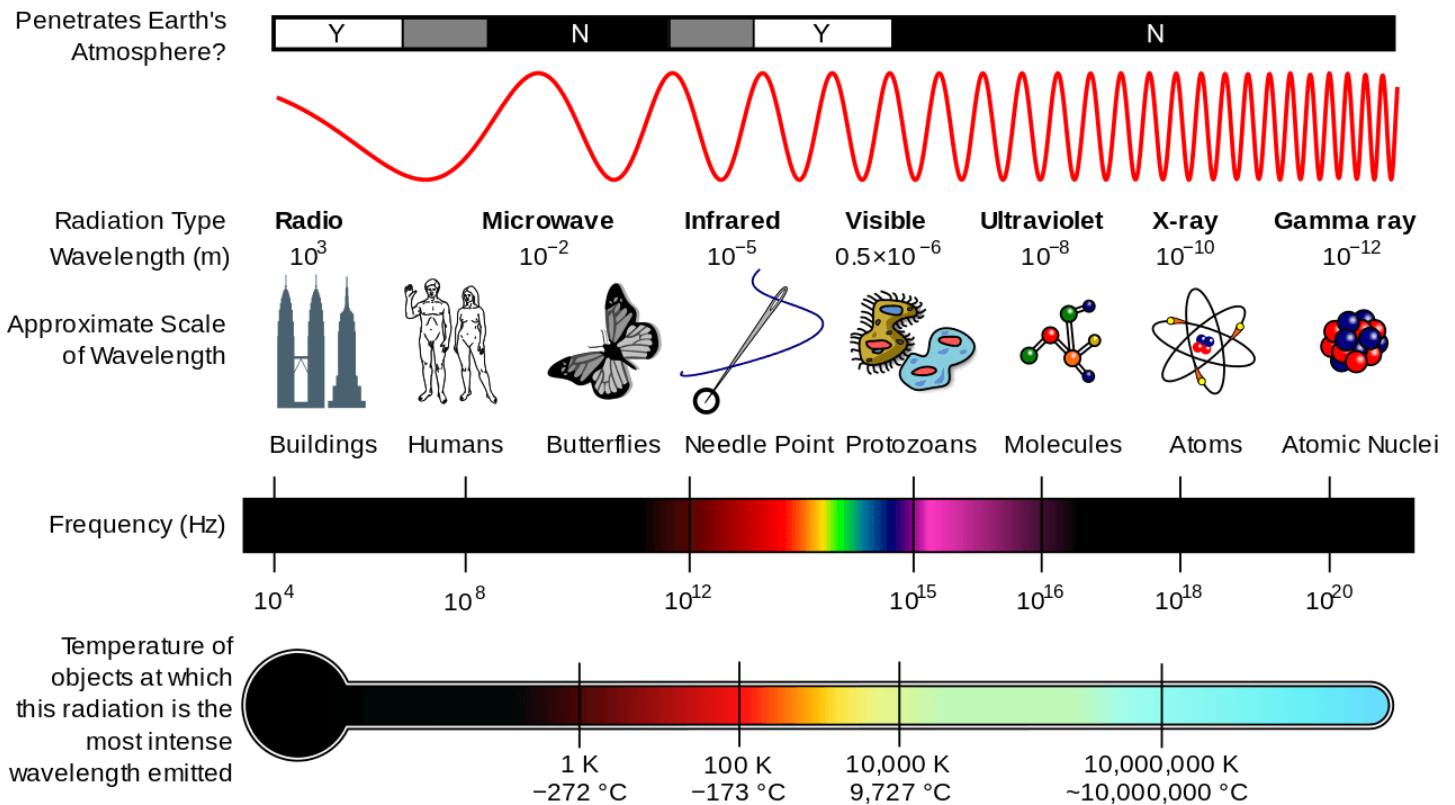 Penetrates Earth's
Atmosphere?
Y N Y N
Radiation Type
Radio Microwave Infrared Visible Ultraviolet X-ray Gamma ray
Wavelength (m)
10³ 10⁻² 10⁻⁵ 0.5×10⁻⁶ 10⁻⁸ 10⁻¹⁰ 10⁻¹²
Approximate Scale
of Wavelength
Buildings Humans Butterflies Needle Point Protozoans Molecules Atoms Atomic Nuclei
Frequency (Hz)
10⁴ 10⁸ 10¹² 10¹⁵ 10¹⁶ 10¹⁸ 10²⁰
Temperature of
objects at which
this radiation is the
most intense
wavelength emitted
1 K 100 K 10,000 K 10,000,000 K
−272 °C −173 °C 9,727 °C ~10,000,000 °C